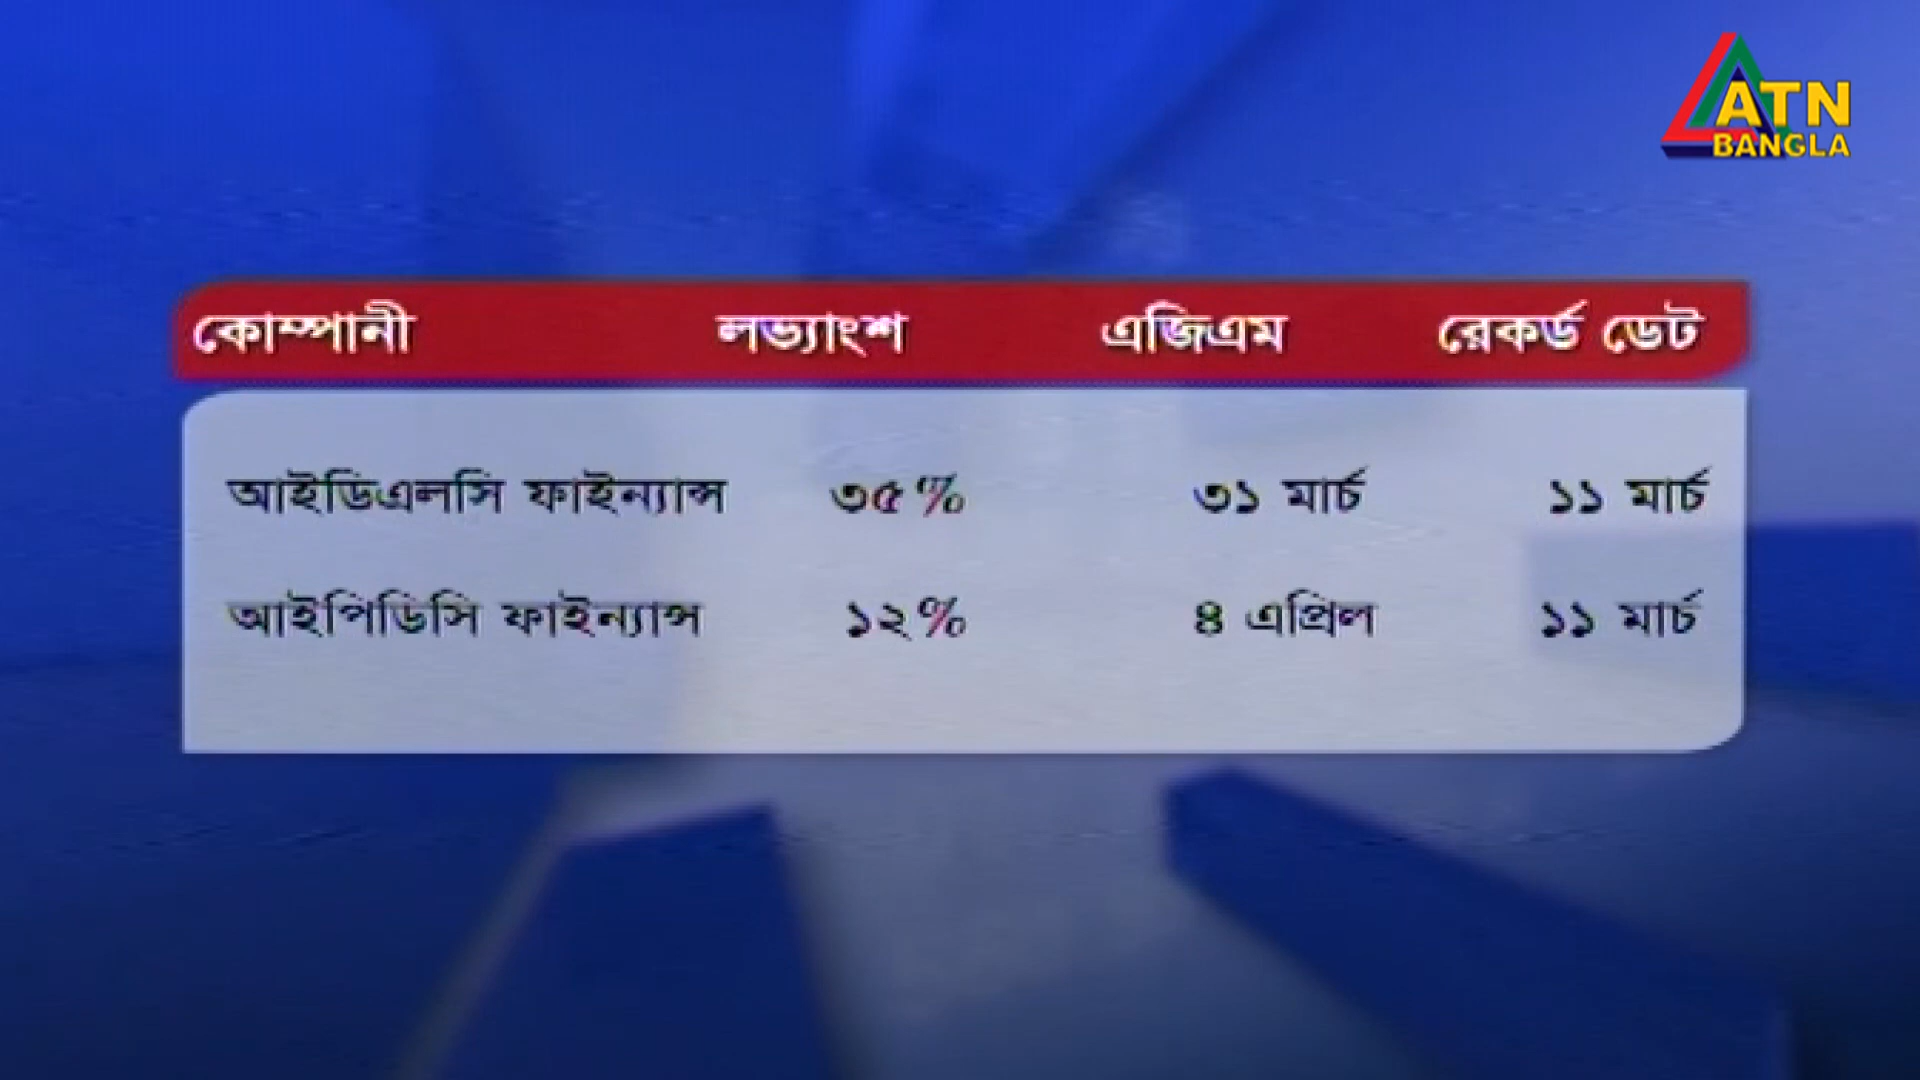 ATN
BANGLA
কোম্পানী লভ্যাংশ এজিএম রেকর্ড ডেট
আইডিএলসি ফাইন্যান্স ৩৫% ৩১ মার্চ ১১ মার্চ
আইপিডিসি ফাইন্যান্স ১২% ৪ এপ্রিল ১১ মার্চ